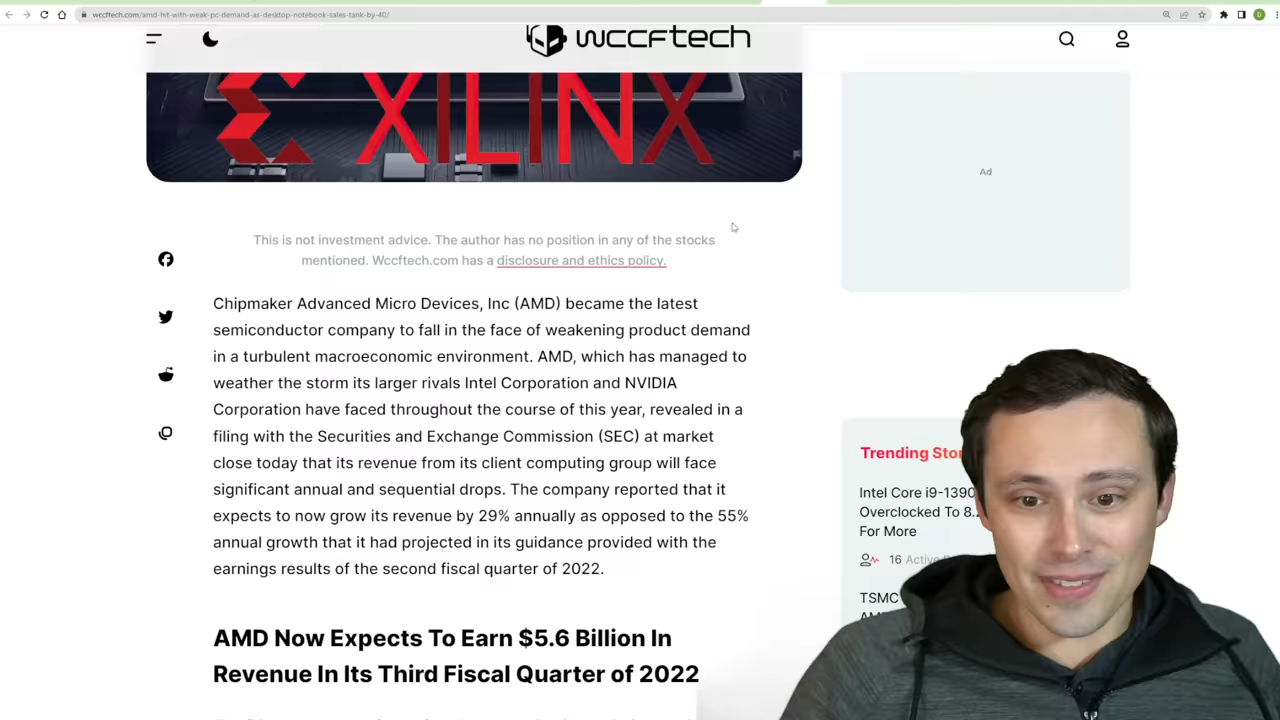 wccftech.com/amd-hit-with-weak-pc-demand-as-desktop-notebook-sales-tank-by-40/
wccftech
XILINX
Ad
This is not investment advice. The author has no position in any of the stocks
mentioned. Wccftech.com has a disclosure and ethics policy.
Chipmaker Advanced Micro Devices, Inc (AMD) became the latest
semiconductor company to fall in the face of weakening product demand
in a turbulent macroeconomic environment. AMD, which has managed to
weather the storm its larger rivals Intel Corporation and NVIDIA
Corporation have faced throughout the course of this year, revealed in a
filing with the Securities and Exchange Commission (SEC) at market
close today that its revenue from its client computing group will face
significant annual and sequential drops. The company reported that it
expects to now grow its revenue by 29% annually as opposed to the 55%
annual growth that it had projected in its guidance provided with the
earnings results of the second fiscal quarter of 2022.
AMD Now Expects To Earn $5.6 Billion In
Revenue In Its Third Fiscal Quarter of 2022
Trending Stor
Intel Core i9-1390
Overclocked To 8.
For More
16 Active
TSMC